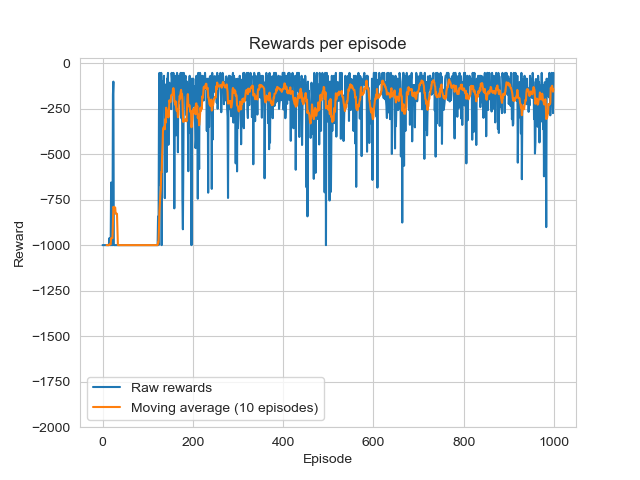 Rewards per episode
0
−250
−500
−750
−1000
−1250
−1500
−1750
−2000
Reward
Raw rewards
Moving average (10 episodes)
0 200 400 600 800 1000
Episode